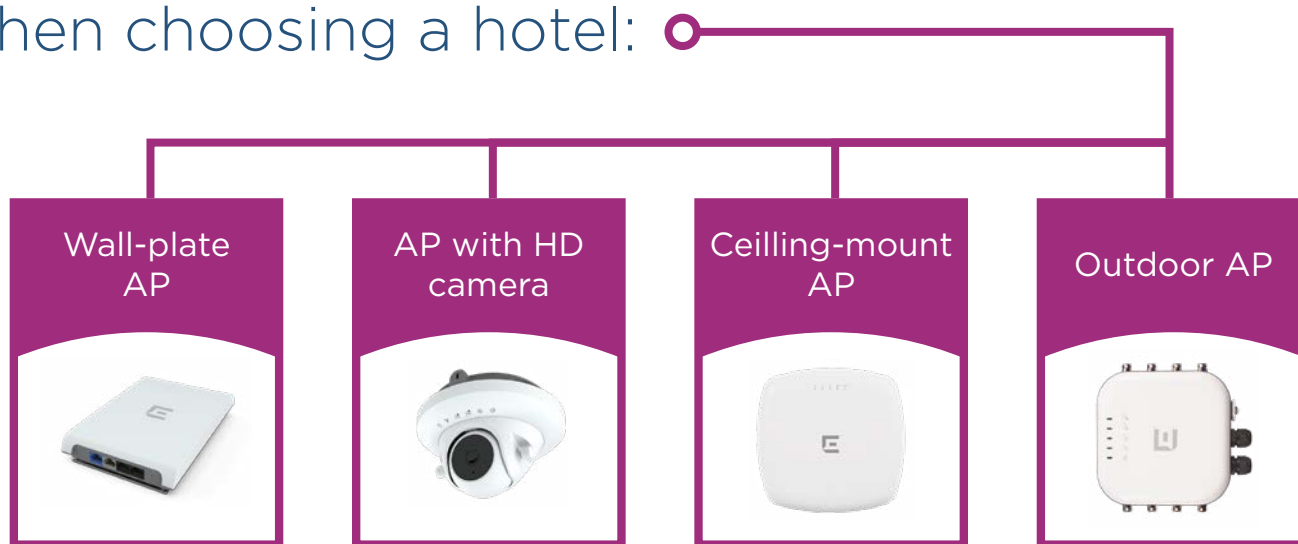 hen choosing a hotel:
Wall-plate
AP
AP with HD
camera
Ceilling-mount
AP
Outdoor AP